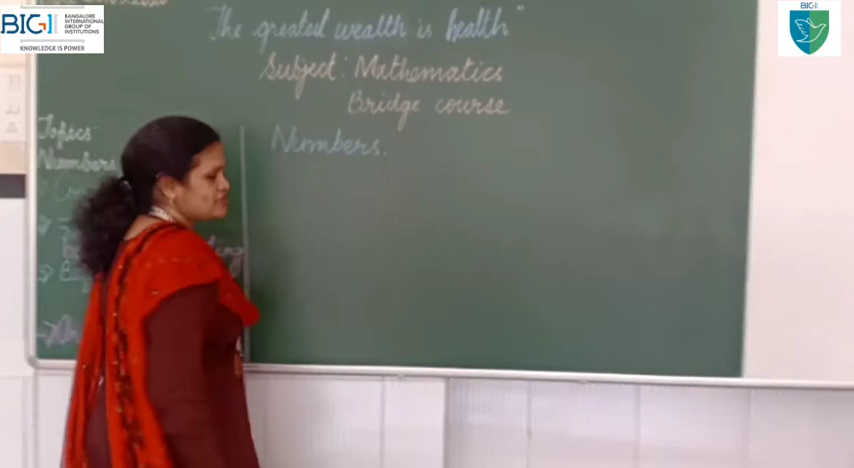 BIGI
BANGALORE
INTERNATIONAL
GROUP OF
INSTITUTIONS
KNOWLEDGE IS POWER
BIGI
The greatest wealth is health"
Subject: Mathematics
Bridge course
Numbers.
Topics
Numbers